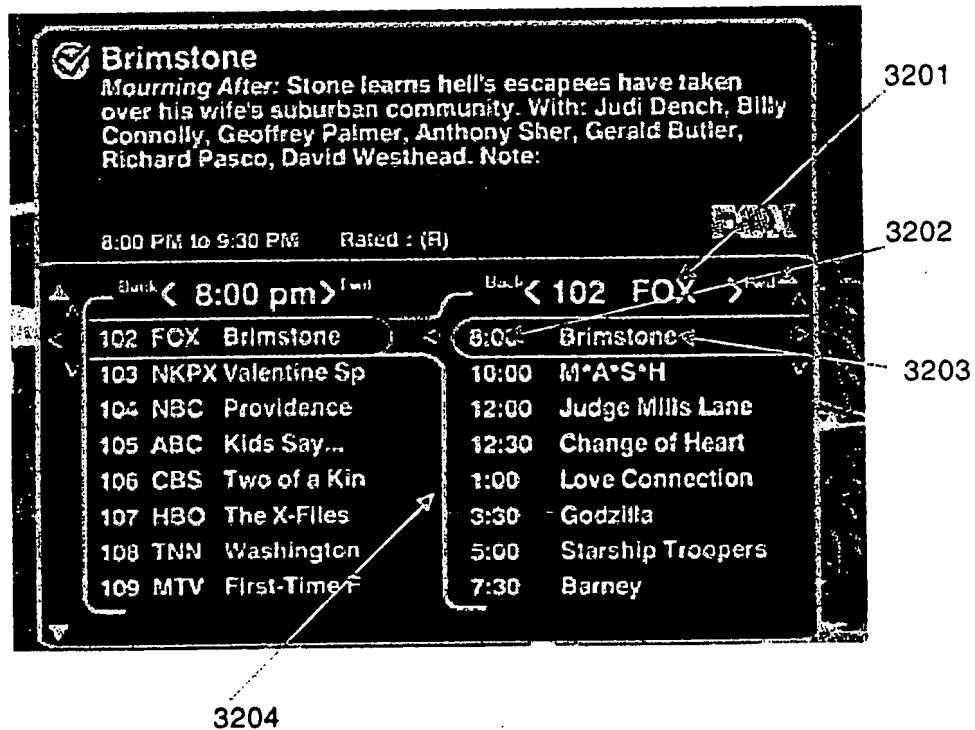 Brimstone
Mourning After: Stone learns hell's escapees have taken
over his wife's suburban community. With: Judi Dench, Billy
Connolly, Geoffrey Palmer, Anthony Sher, Gerald Butler,
Richard Pasco, David Westhead. Note:
FOX
8:00 PM to 9:30 PM Rated : (R)
Back < 8:00 pm > Fwd
102 FOX Brimstone
103 NKPX Valentine Sp
104 NBC Providence
105 ABC Kids Say...
106 CBS Two of a Kin
107 HBO The X-Files
108 TNN Washington
109 MTV First-Time F
Back < 102 FOX > Fwd
< 8:00 Brimstone
10:00 M*A*S*H
12:00 Judge Mills Lane
12:30 Change of Heart
1:00 Love Connection
3:30 Godzilla
5:00 Starship Troopers
7:30 Barney
3201
3202
3203
3204